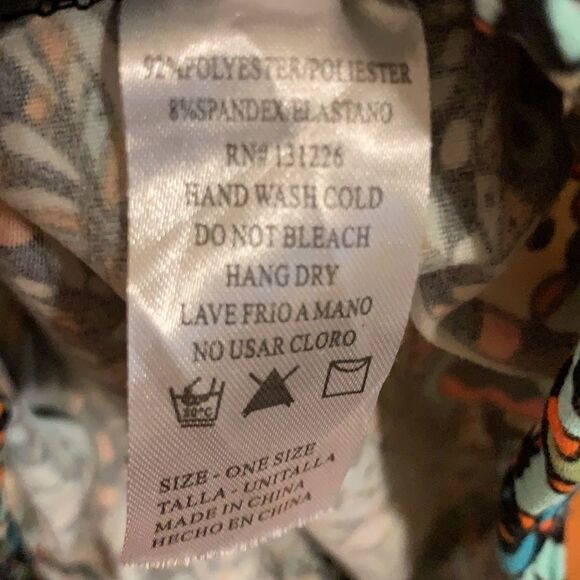 92%POLYESTER/POLIESTER
8%SPANDEX/ELASTANO
RN# 131226
HAND WASH COLD
DO NOT BLEACH
HANG DRY
LAVE FRIO A MANO
NO USAR CLORO
30°C
SIZE - ONE SIZE
TALLA - UNITALLA
MADE IN CHINA
HECHO EN CHINA